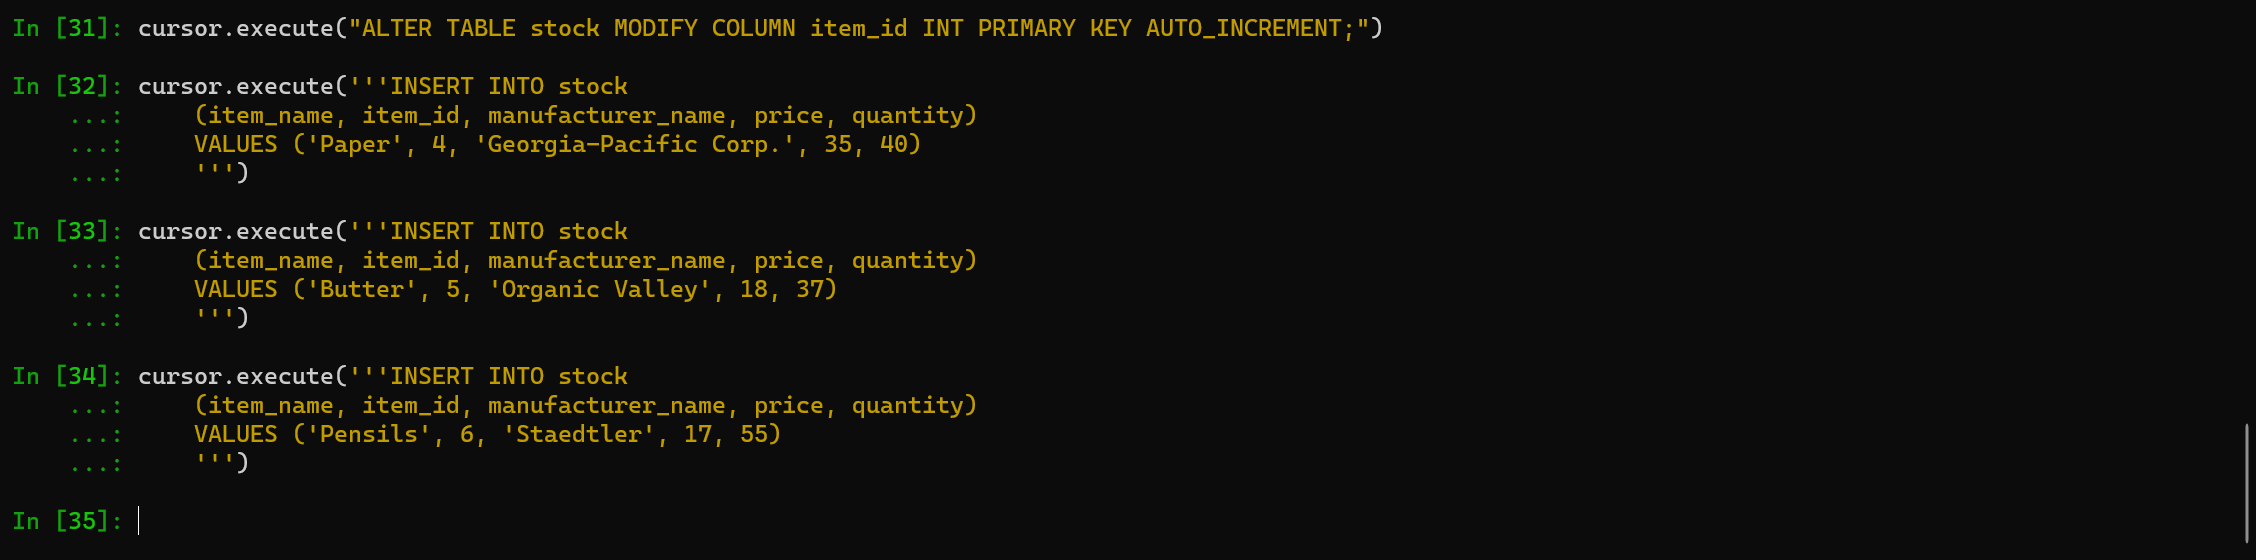 In [31]: cursor.execute("ALTER TABLE stock MODIFY COLUMN item_id INT PRIMARY KEY AUTO_INCREMENT;")
In [32]: cursor.execute('''INSERT INTO stock
    ...:     (item_name, item_id, manufacturer_name, price, quantity)
    ...:     VALUES ('Paper', 4, 'Georgia-Pacific Corp.', 35, 40)
    ...:     ''')
In [33]: cursor.execute('''INSERT INTO stock
    ...:     (item_name, item_id, manufacturer_name, price, quantity)
    ...:     VALUES ('Butter', 5, 'Organic Valley', 18, 37)
    ...:     ''')
In [34]: cursor.execute('''INSERT INTO stock
    ...:     (item_name, item_id, manufacturer_name, price, quantity)
    ...:     VALUES ('Pensils', 6, 'Staedtler', 17, 55)
    ...:     ''')
In [35]: